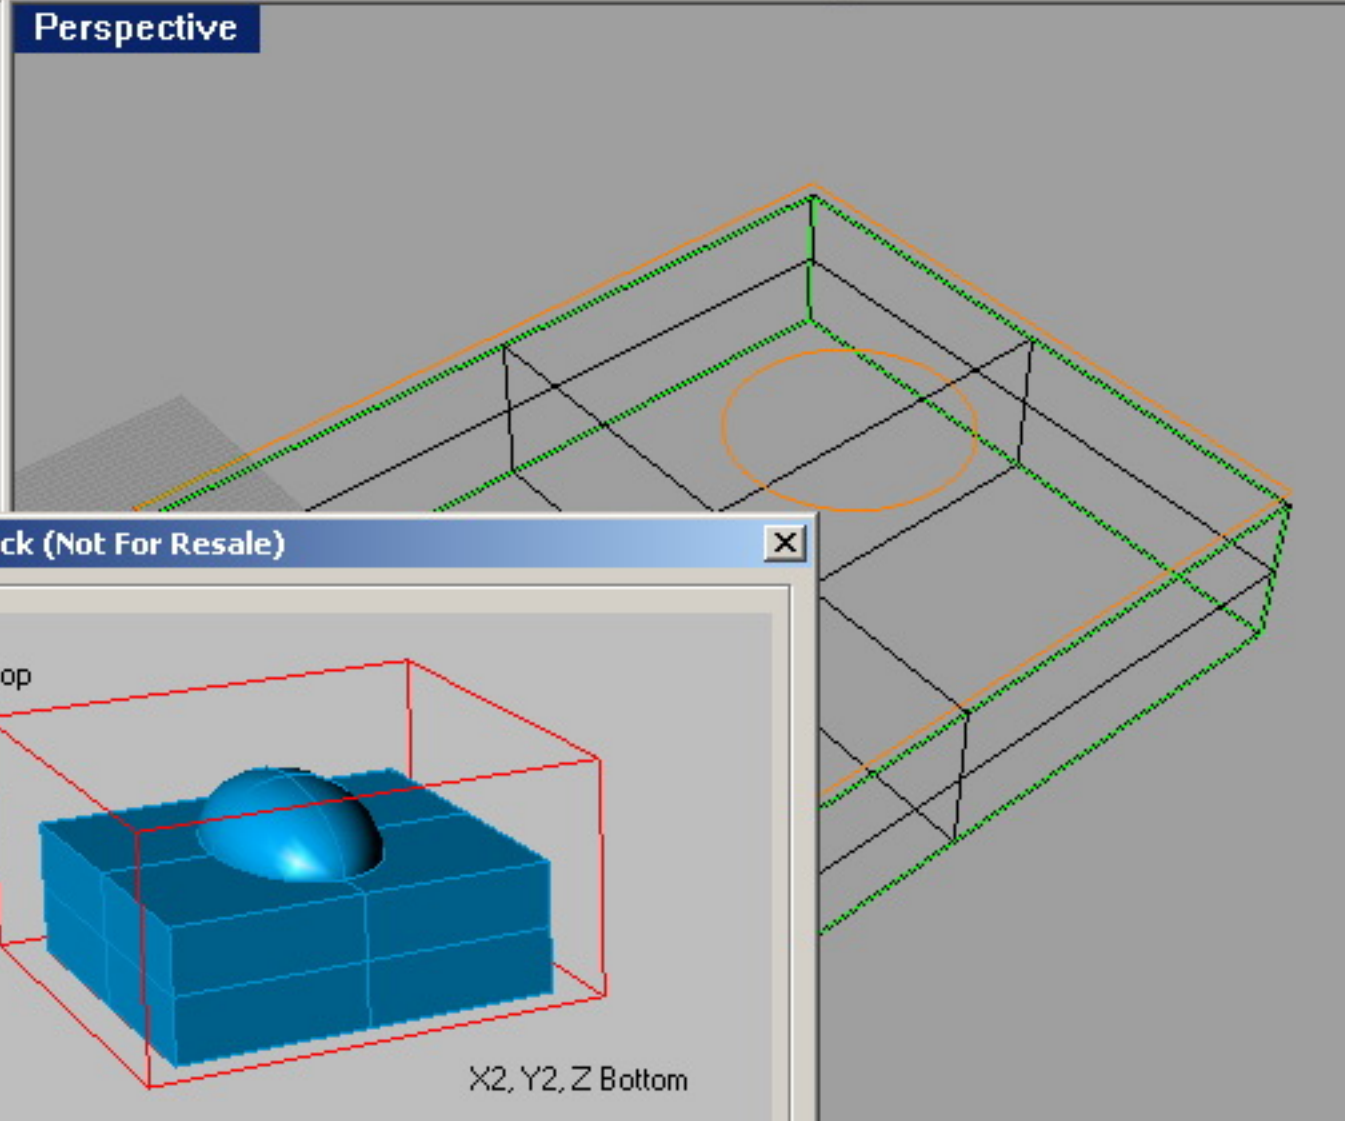 Perspective
ck (Not For Resale)
op
X2, Y2, Z Bottom